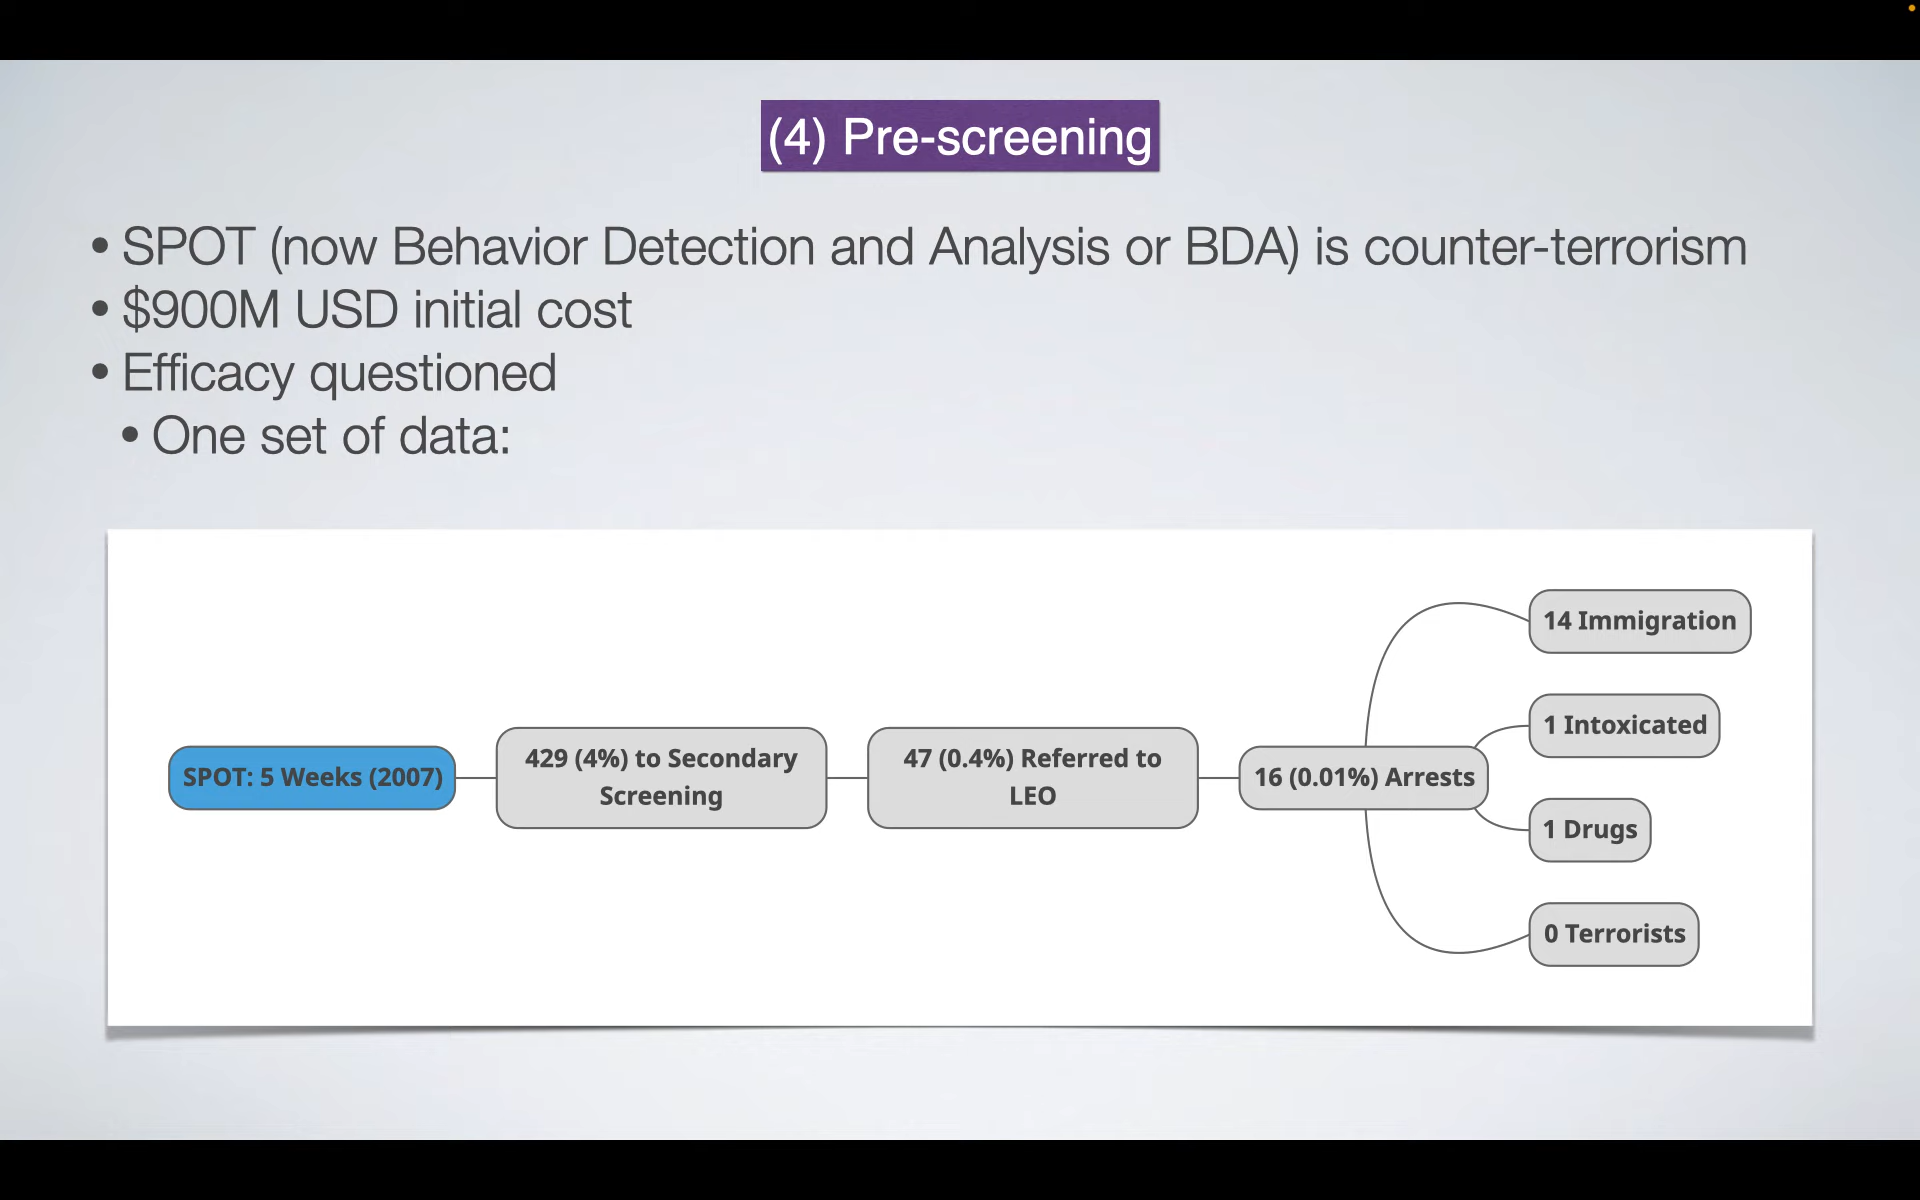 (4) Pre-screening
• SPOT (now Behavior Detection and Analysis or BDA) is counter-terrorism
• $900M USD initial cost
• Efficacy questioned
• One set of data:
SPOT: 5 Weeks (2007)
429 (4%) to Secondary
Screening
47 (0.4%) Referred to
LEO
16 (0.01%) Arrests
14 Immigration
1 Intoxicated
1 Drugs
0 Terrorists